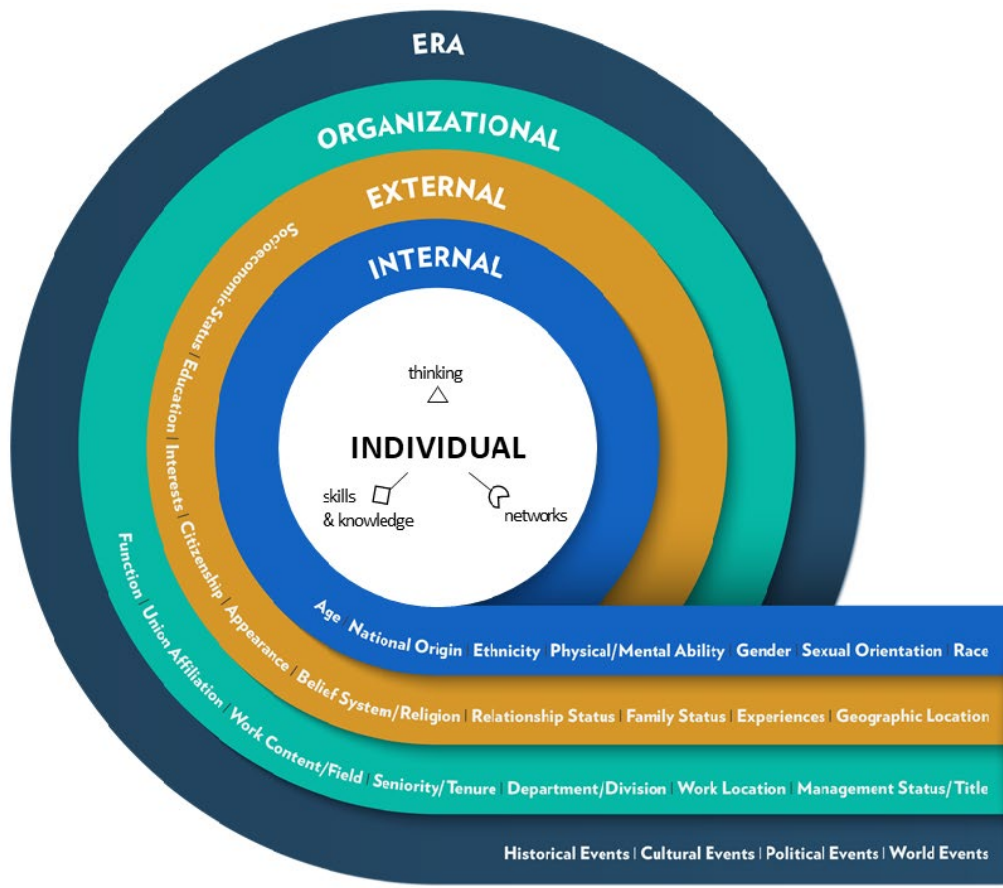 ERA
ORGANIZATIONAL
EXTERNAL
INTERNAL
thinking
INDIVIDUAL
skills
& knowledge
networks
Age | National Origin | Ethnicity | Physical/Mental Ability | Gender | Sexual Orientation | Race
Socioeconomic Status | Education | Interests | Citizenship | Appearance | Belief System/Religion | Relationship Status | Family Status | Experiences | Geographic Location
Function | Union Affiliation | Work Content/Field | Seniority/Tenure | Department/Division | Work Location | Management Status/Title
Historical Events | Cultural Events | Political Events | World Events